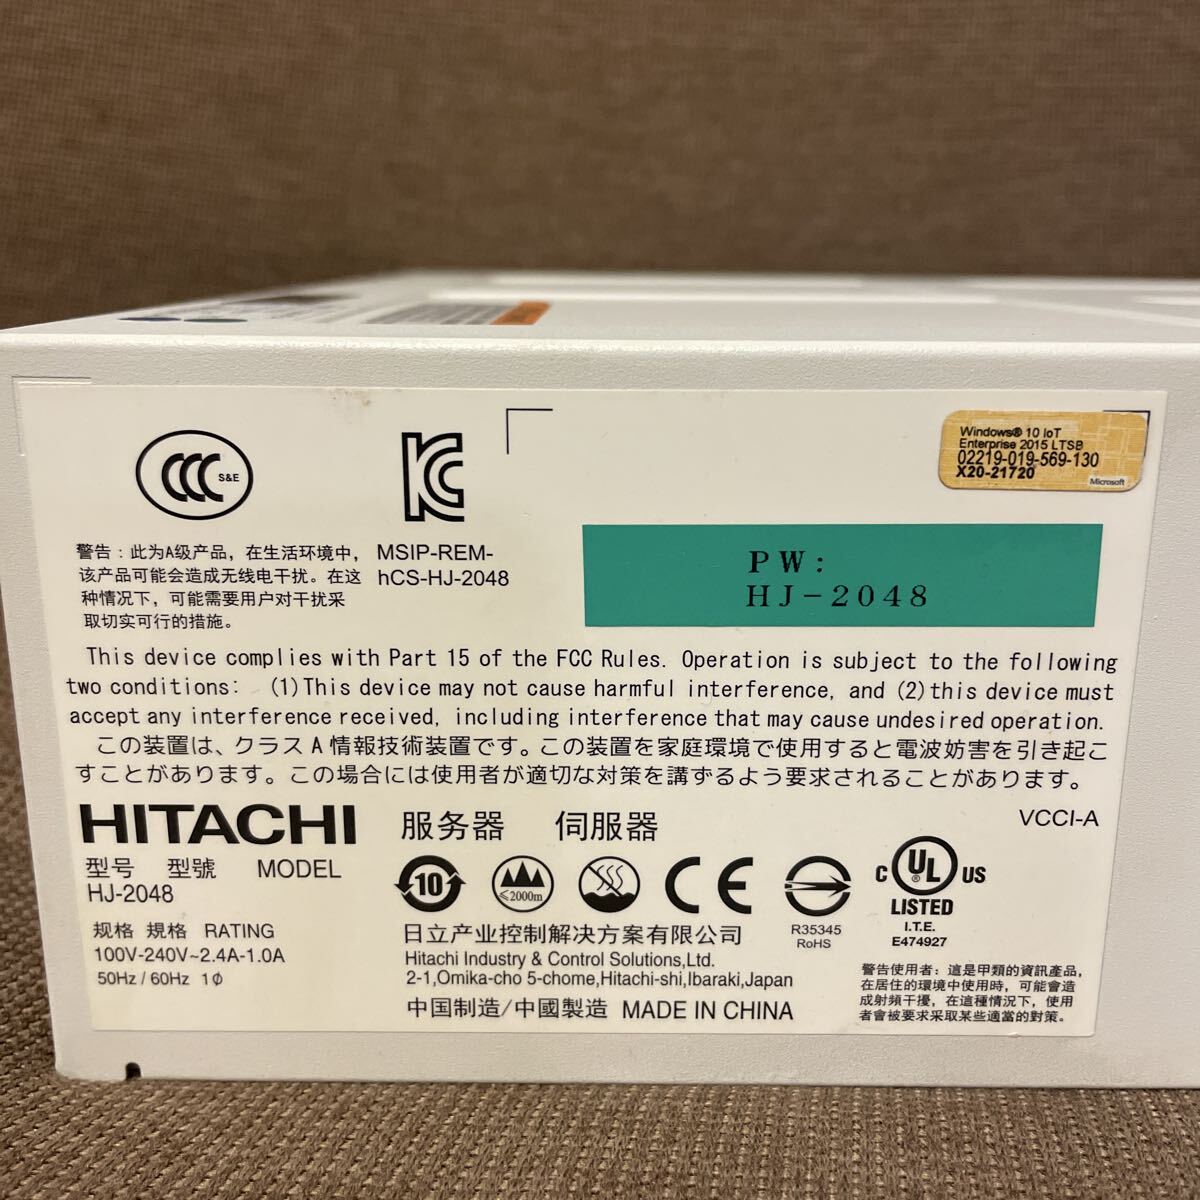 Windows® 10 IoT
Enterprise 2015 LTSB
02219-019-569-130
X20-21720
Microsoft
CCC S&E
警告：此为A级产品，在生活环境中，
该产品可能会造成无线电干扰。在这
种情况下，可能需要用户对干扰采
取切实可行的措施。
MSIP-REM-
hCS-HJ-2048
PW:
HJ-2048
This device complies with Part 15 of the FCC Rules. Operation is subject to the following
two conditions: (1)This device may not cause harmful interference, and (2)this device must
accept any interference received, including interference that may cause undesired operation.
この装置は、クラスA情報技術装置です。この装置を家庭環境で使用すると電波妨害を引き起こ
すことがあります。この場合には使用者が適切な対策を講ずるよう要求されることがあります。
HITACHI 服务器 伺服器 VCCI-A
型号 型號 MODEL
HJ-2048
规格 規格 RATING
100V-240V~2.4A-1.0A
50Hz/60Hz 1Φ
10
≤2000m
CE
R35345
RoHS
C UL® US
LISTED
I.T.E.
E474927
日立产业控制解决方案有限公司
Hitachi Industry & Control Solutions,Ltd.
2-1,Omika-cho 5-chome,Hitachi-shi,Ibaraki,Japan
中国制造/中國製造 MADE IN CHINA
警告使用者：這是甲類的資訊產品，
在居住的環境中使用時，可能會造
成射頻干擾，在這種情況下，使用
者會被要求采取某些適當的對策。